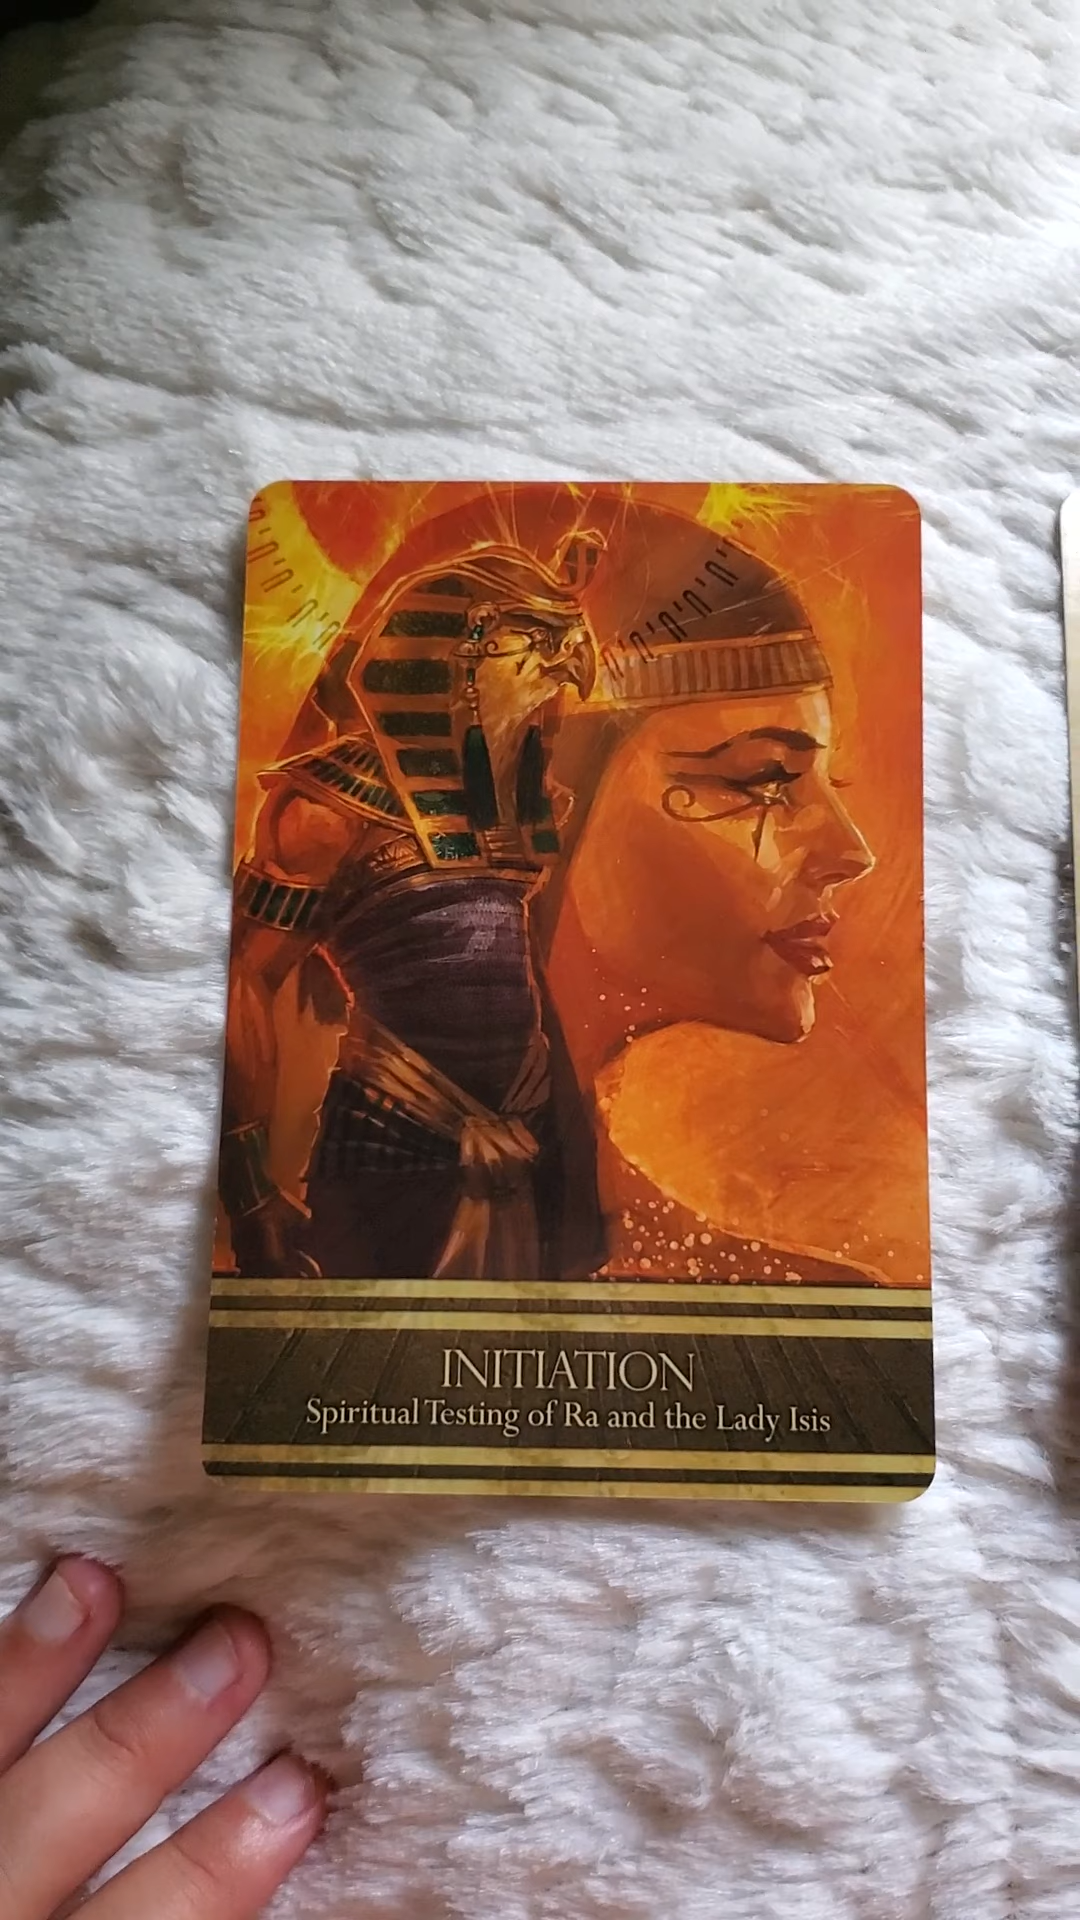 INITIATION
Spiritual Testing of Ra and the Lady Isis